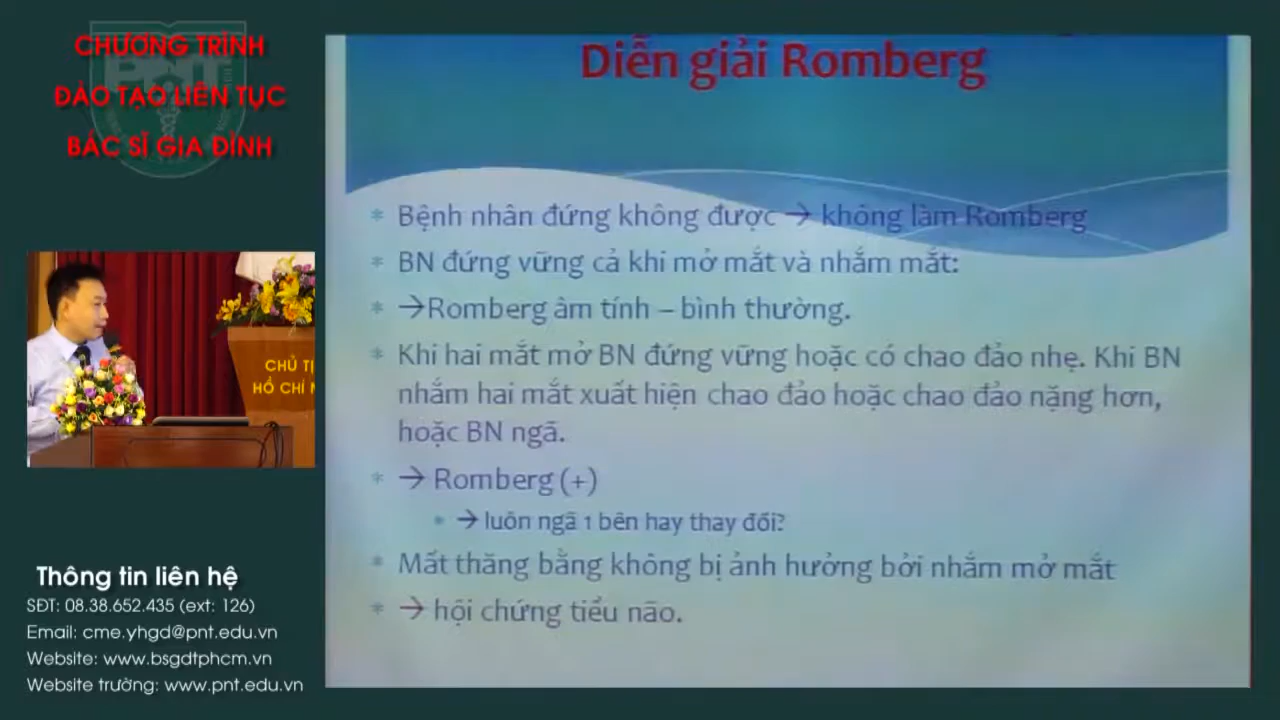 CHƯƠNG TRÌNH
ĐÀO TẠO LIÊN TỤC
BÁC SĨ GIA ĐÌNH
PNT
CHỦ TỊ
HỒ CHÍ M
Thông tin liên hệ
SĐT: 08.38.652.435 (ext: 126)
Email: cme.yhgd@pnt.edu.vn
Website: www.bsgdtphcm.vn
Website trường: www.pnt.edu.vn
Diễn giải Romberg
* Bệnh nhân đứng không được → không làm Romberg
* BN đứng vững cả khi mở mắt và nhắm mắt:
* →Romberg âm tính – bình thường.
* Khi hai mắt mở BN đứng vững hoặc có chao đảo nhẹ. Khi BN
nhắm hai mắt xuất hiện chao đảo hoặc chao đảo nặng hơn,
hoặc BN ngã.
* → Romberg (+)
* → luôn ngã 1 bên hay thay đổi?
* Mất thăng bằng không bị ảnh hưởng bởi nhắm mở mắt
* → hội chứng tiểu não.